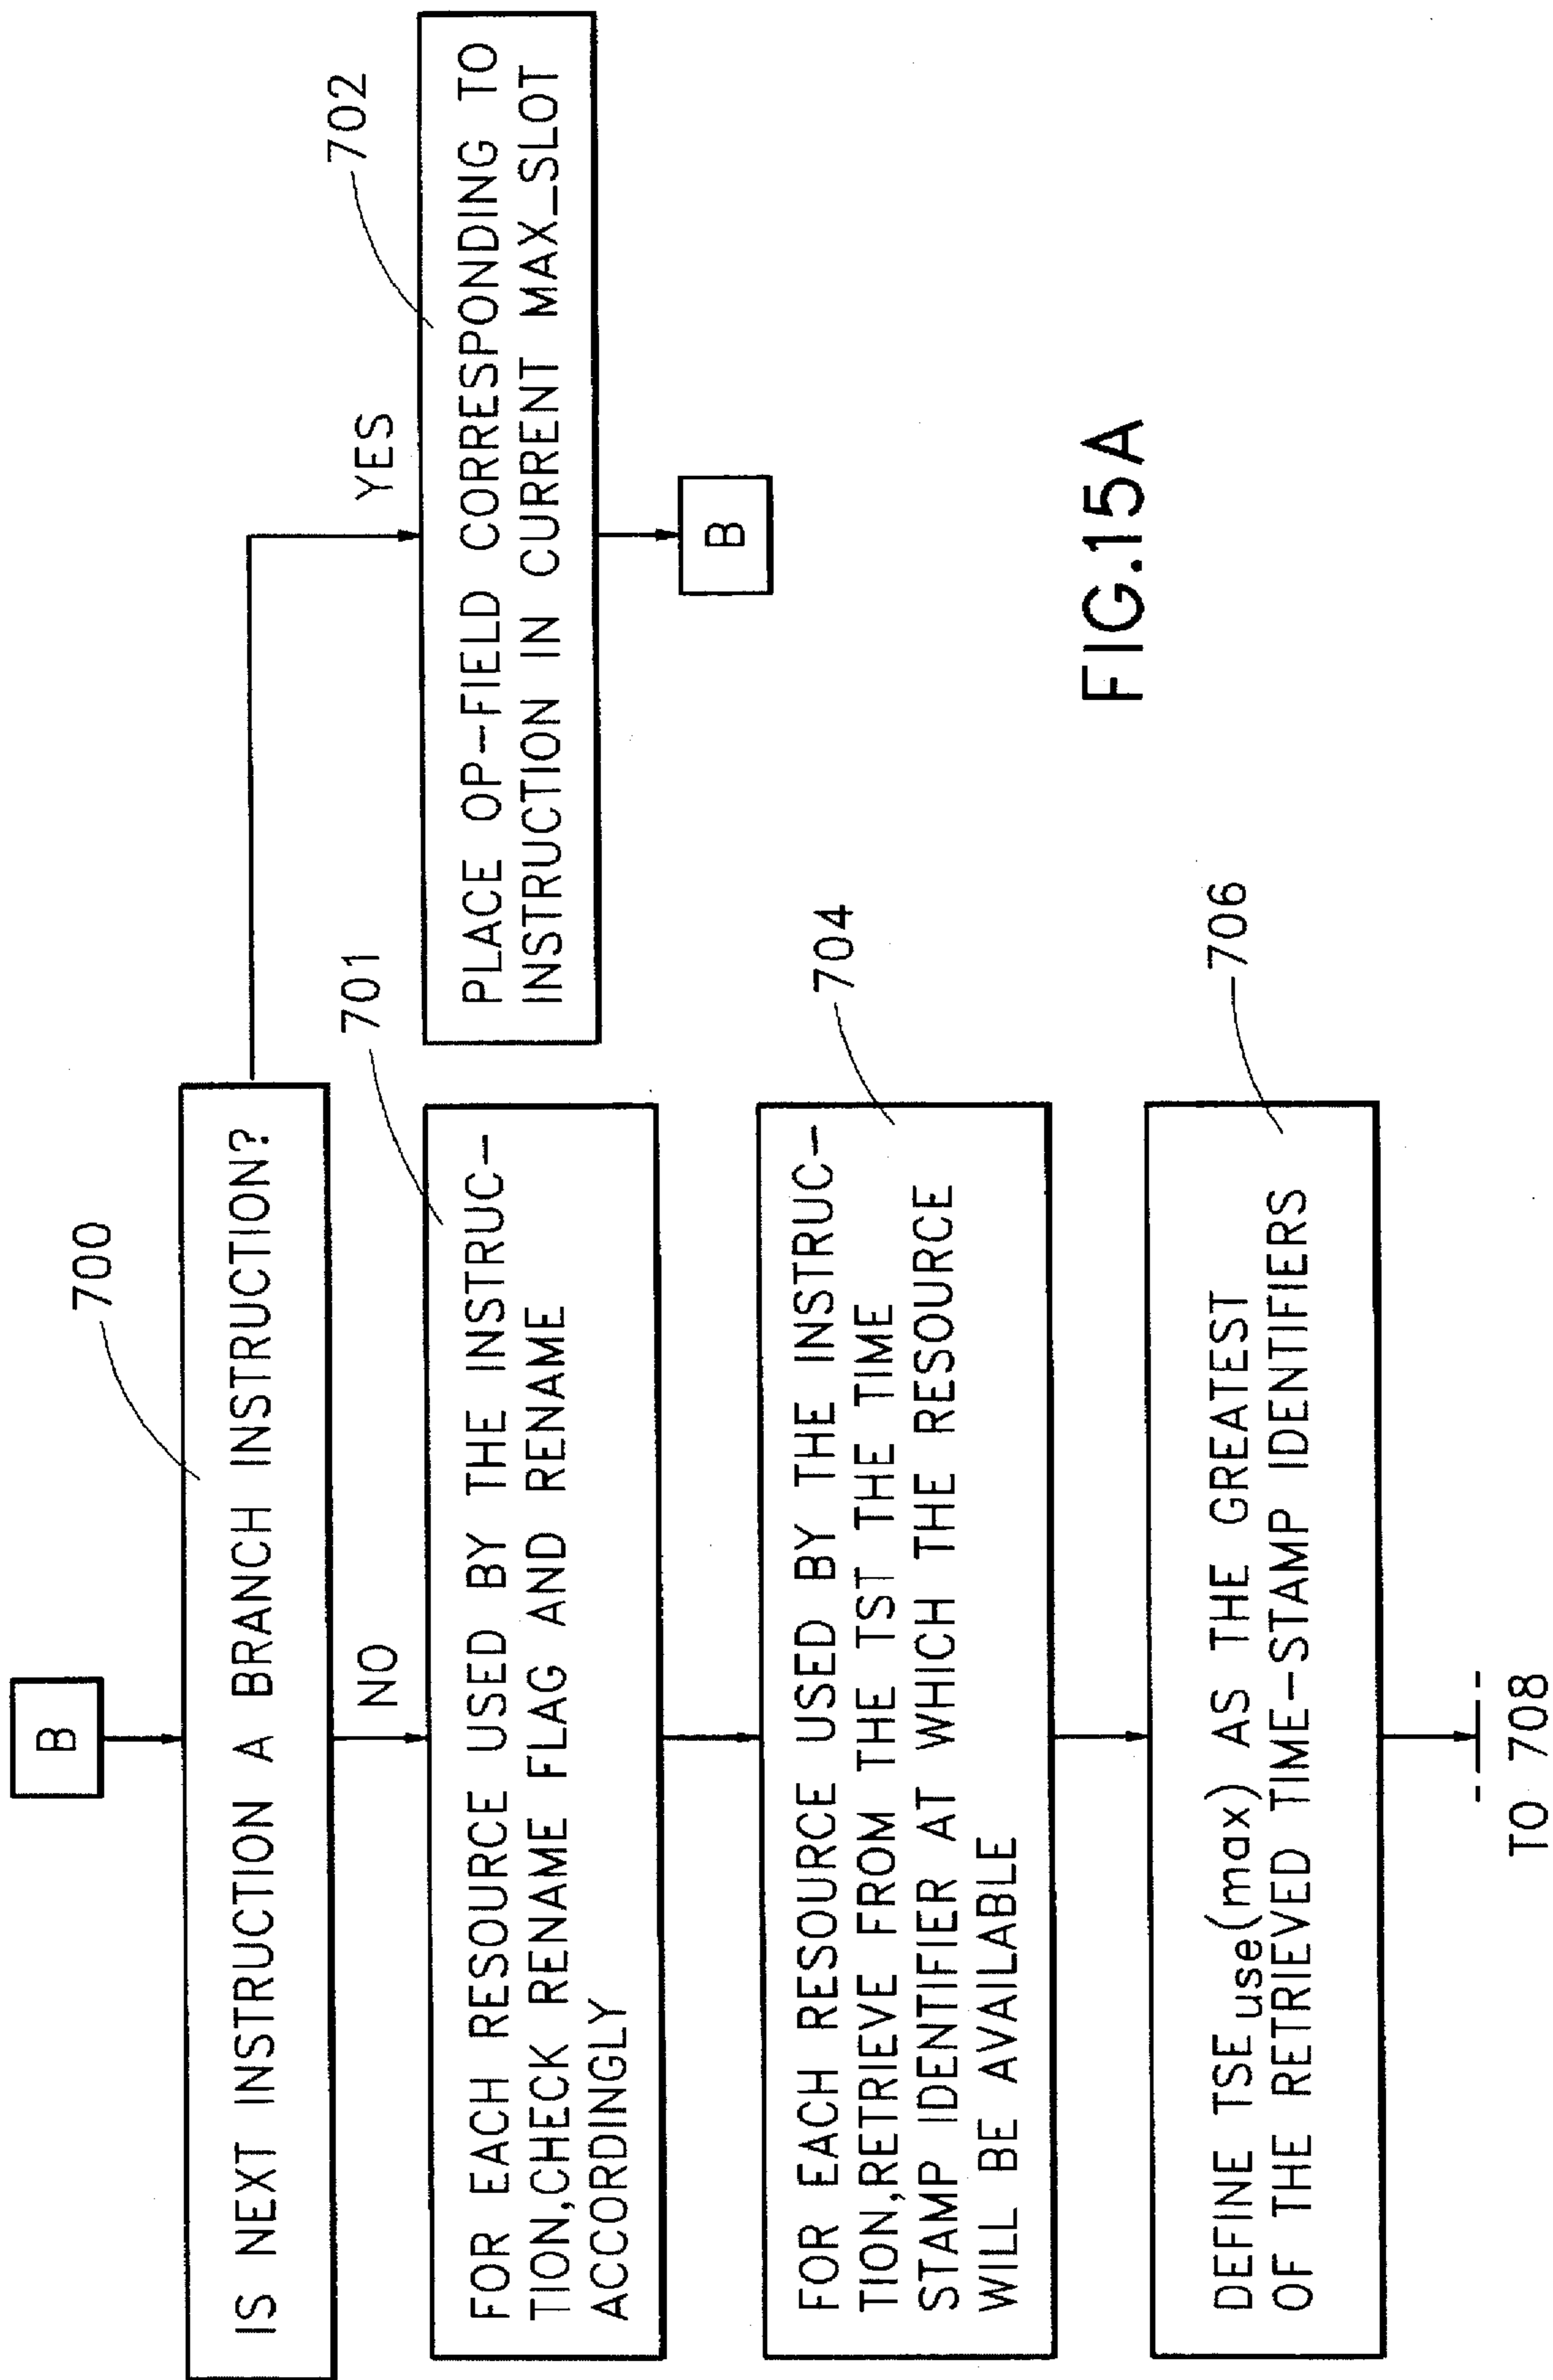 B
700
IS NEXT INSTRUCTION A BRANCH INSTRUCTION?
YES
702
PLACE OP-FIELD CORRESPONDING TO
INSTRUCTION IN CURRENT MAX_SLOT
B
NO
701
FOR EACH RESOURCE USED BY THE INSTRUC-
TION,CHECK RENAME FLAG AND RENAME
ACCORDINGLY
704
FOR EACH RESOURCE USED BY THE INSTRUC-
TION,RETRIEVE FROM THE TST THE TIME
STAMP IDENTIFIER AT WHICH THE RESOURCE
WILL BE AVAILABLE
706
DEFINE TSE use(max) AS THE GREATEST
OF THE RETRIEVED TIME-STAMP IDENTIFIERS
TO 708
FIG.15A